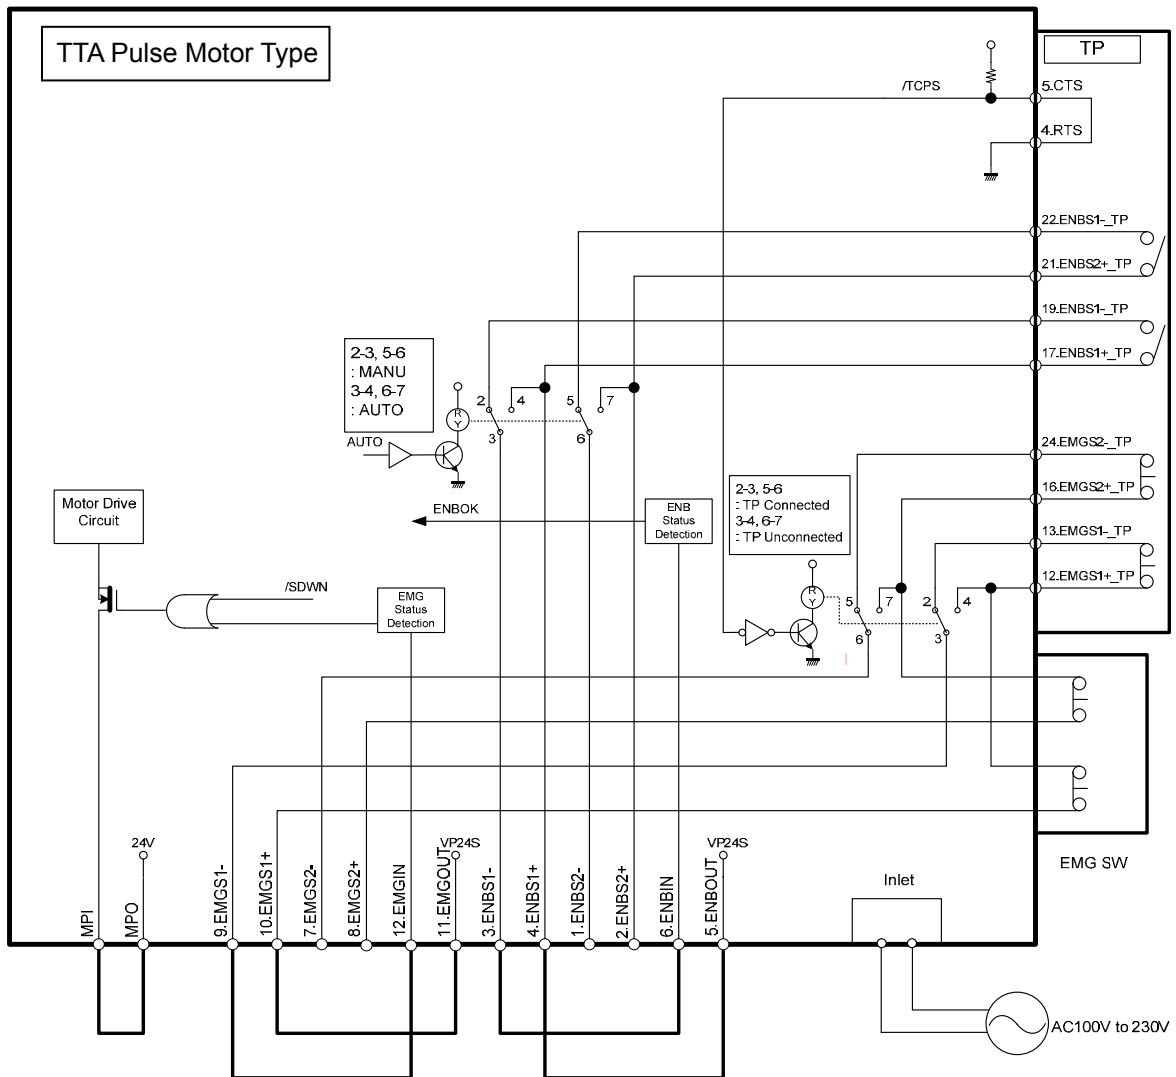 TTA Pulse Motor Type
TP
/TCPS
5.CTS
4.RTS
22.ENBS1-_TP
21.ENBS2+_TP
19.ENBS1-_TP
17.ENBS1+_TP
2-3, 5-6
: MANU
3-4, 6-7
: AUTO
R
Y
2
4
3
5
7
6
AUTO
24.EMGS2-_TP
16.EMGS2+_TP
13.EMGS1-_TP
12.EMGS1+_TP
Motor Drive
Circuit
ENBOK
ENB
Status
Detection
2-3, 5-6
: TP Connected
3-4, 6-7
: TP Unconnected
/SDWN
EMG
Status
Detection
R
Y
5
7
6
2
4
3
24V
VP24S
VP24S
EMG SW
Inlet
MPI
MPO
9.EMGS1-
10.EMGS1+
7.EMGS2-
8.EMGS2+
12.EMGIN
11.EMGOUT
3.ENBS1-
4.ENBS1+
1.ENBS2-
2.ENBS2+
6.ENBIN
5.ENBOUT
AC100V to 230V